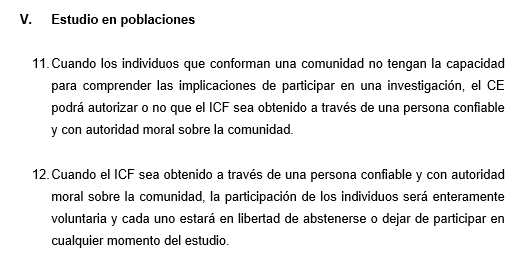 V. Estudio en poblaciones
11. Cuando los individuos que conforman una comunidad no tengan la capacidad
para comprender las implicaciones de participar en una investigación, el CE
podrá autorizar o no que el ICF sea obtenido a través de una persona confiable
y con autoridad moral sobre la comunidad.
12. Cuando el ICF sea obtenido a través de una persona confiable y con autoridad
moral sobre la comunidad, la participación de los individuos será enteramente
voluntaria y cada uno estará en libertad de abstenerse o dejar de participar en
cualquier momento del estudio.